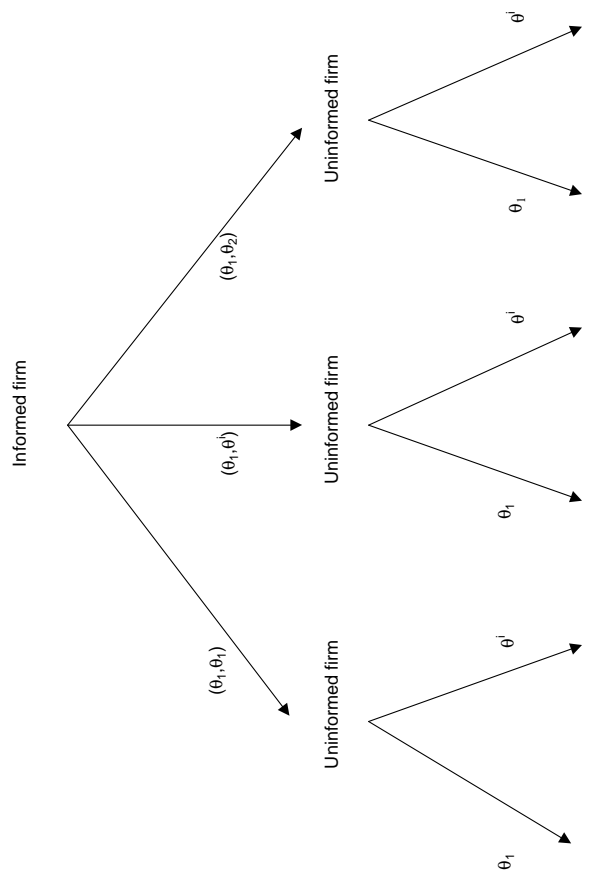 Informed firm
(θ₁,θ₁)
(θ₁,θⁱ)
(θ₁,θ₂)
Uninformed firm
Uninformed firm
Uninformed firm
θ₁
θⁱ
θ₁
θⁱ
θ₁
θⁱ